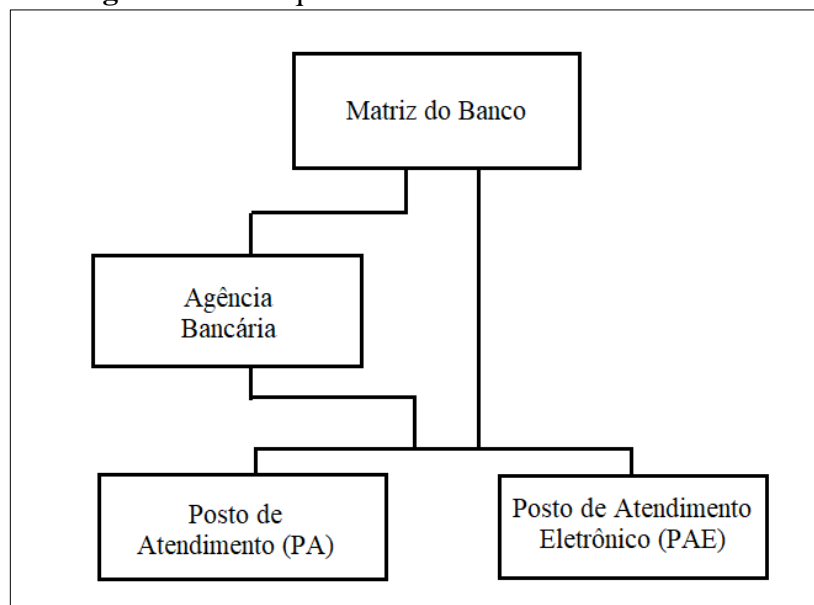 Matriz do Banco
Agência
Bancária
Posto de
Atendimento (PA)
Posto de Atendimento
Eletrônico (PAE)